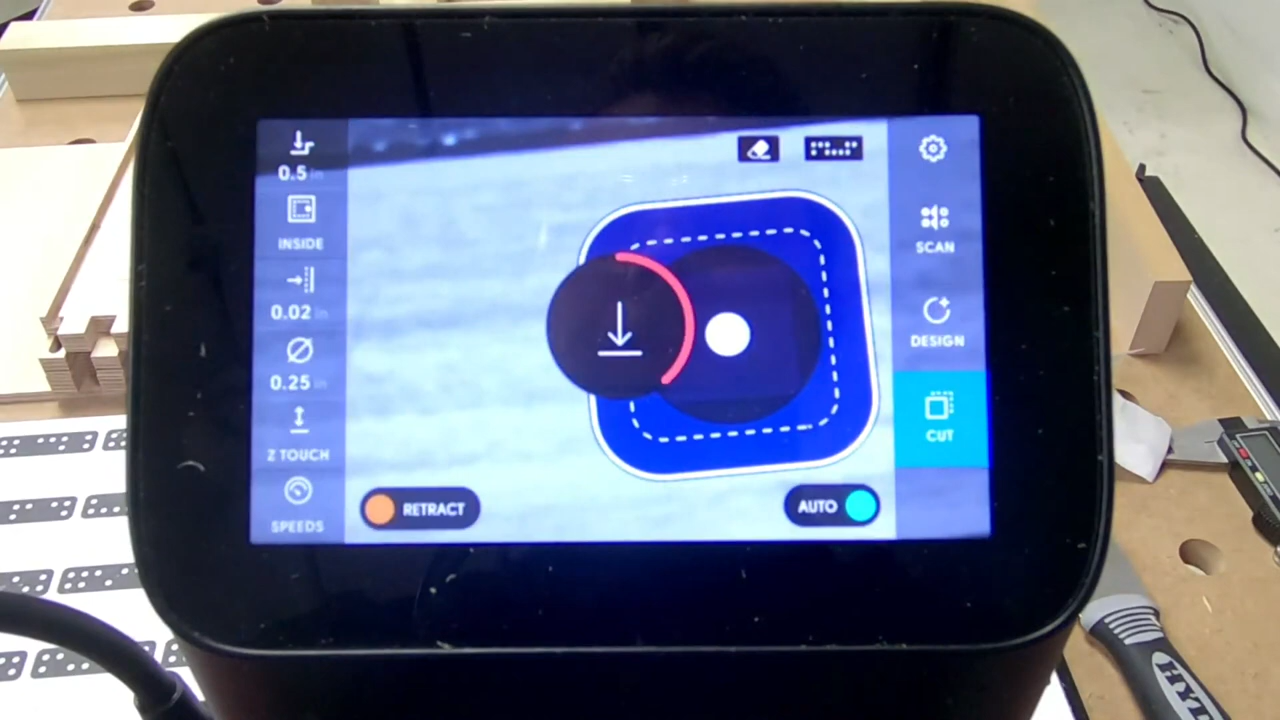 0.5 in
INSIDE
0.02 in
0.25 in
Z TOUCH
SPEEDS
RETRACT
AUTO
SCAN
DESIGN
CUT